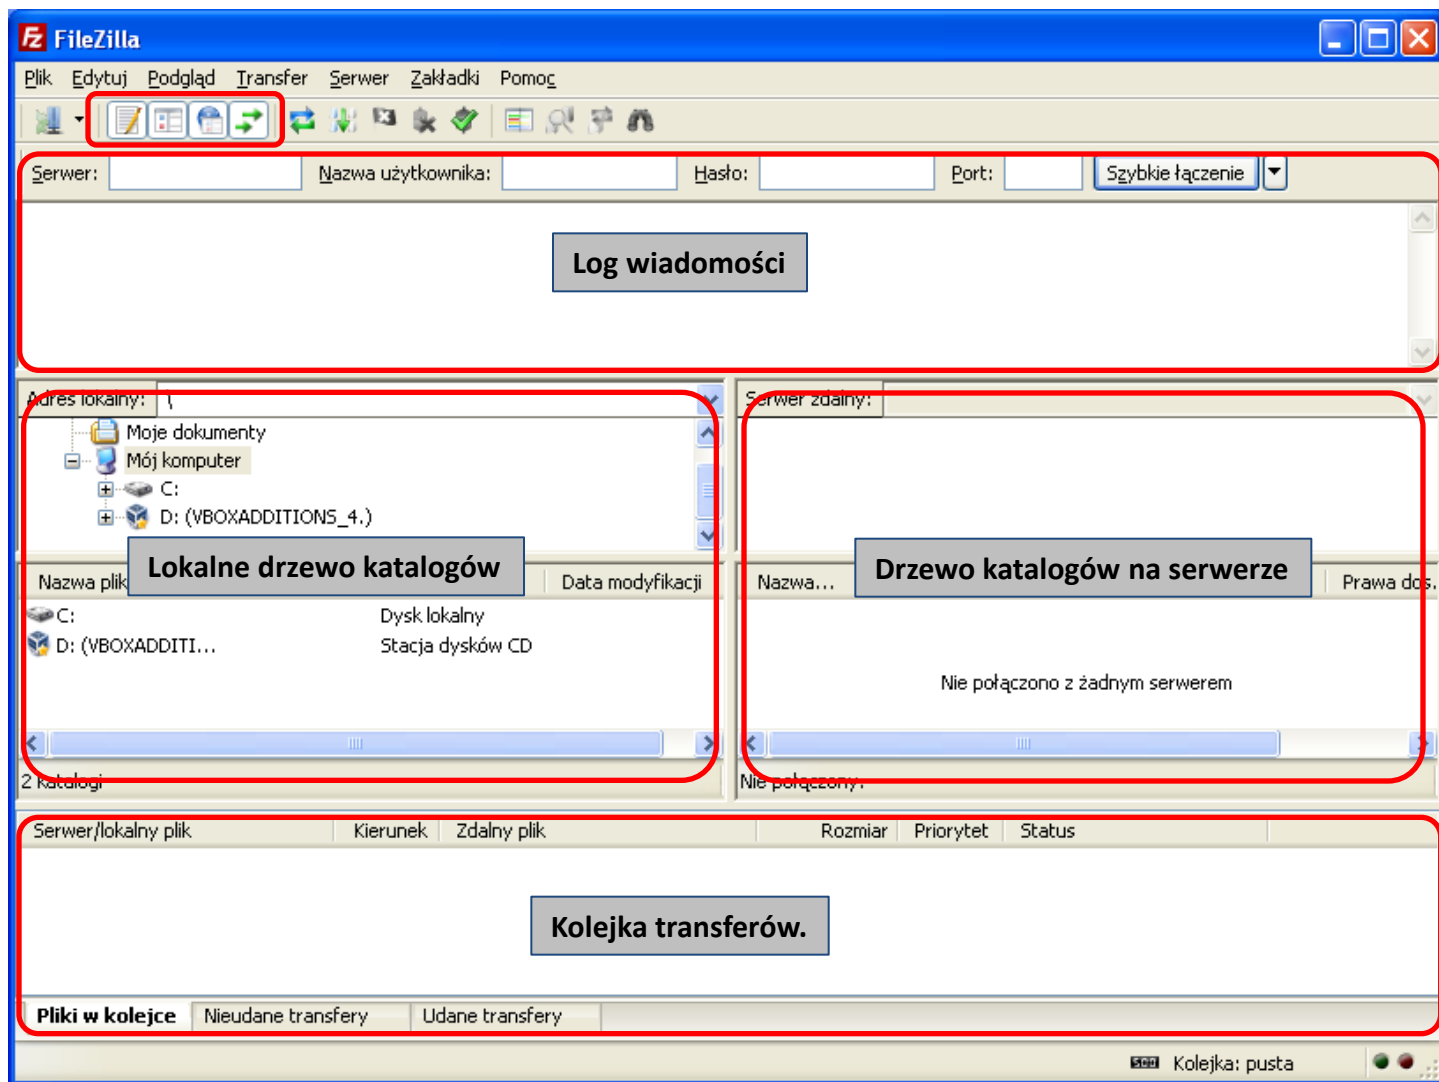 FileZilla
Plik Edytuj Podgląd Transfer Serwer Zakładki Pomoc
Serwer: Nazwa użytkownika: Hasło: Port: Szybkie łączenie
Log wiadomości
Adres lokalny: \
Serwer zdalny:
Moje dokumenty
Mój komputer
C:
D: (VBOXADDITIONS_4.)
Lokalne drzewo katalogów
Drzewo katalogów na serwerze
Nazwa plik Data modyfikacji
Nazwa... Prawa dos.
C: Dysk lokalny
D: (VBOXADDITI... Stacja dysków CD
Nie połączono z żadnym serwerem
2 katalogi
Nie połączony.
Serwer/lokalny plik Kierunek Zdalny plik Rozmiar Priorytet Status
Kolejka transferów.
Pliki w kolejce Nieudane transfery Udane transfery
Kolejka: pusta